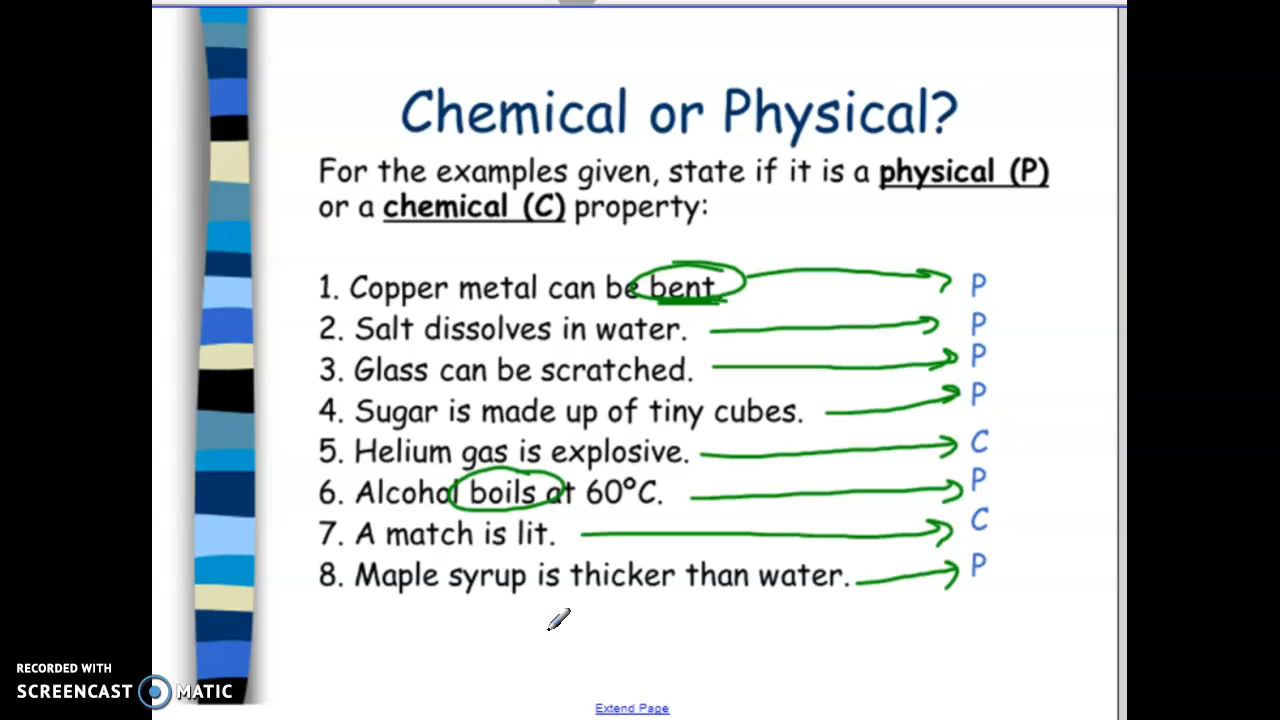 Chemical or Physical?
For the examples given, state if it is a physical (P)
or a chemical (C) property:
1. Copper metal can be bent P
2. Salt dissolves in water. P
3. Glass can be scratched. P
4. Sugar is made up of tiny cubes. P
5. Helium gas is explosive. C
6. Alcohol boils at 60°C. P
7. A match is lit. C
8. Maple syrup is thicker than water. P
RECORDED WITH
SCREENCAST MATIC
Extend Page